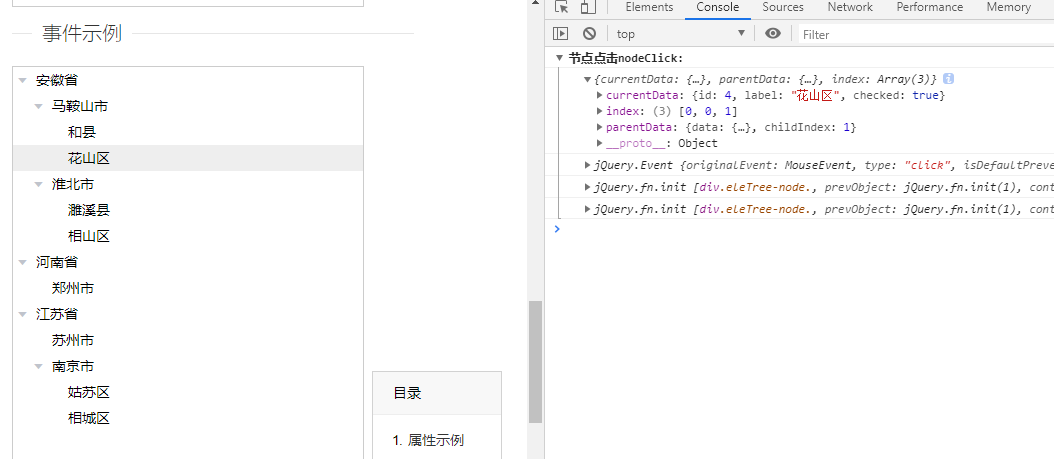 事件示例
安徽省
马鞍山市
和县
花山区
淮北市
濉溪县
相山区
河南省
郑州市
江苏省
苏州市
南京市
姑苏区
相城区
目录
1. 属性示例
Elements Console Sources Network Performance Memory
top Filter
节点点击nodeClick:
{currentData: {…}, parentData: {…}, index: Array(3)} i
currentData: {id: 4, label: "花山区", checked: true}
index: (3) [0, 0, 1]
parentData: {data: {…}, childIndex: 1}
__proto__: Object
jQuery.Event {originalEvent: MouseEvent, type: "click", isDefaultPreve
jQuery.fn.init [div.eleTree-node., prevObject: jQuery.fn.init(1), cont
jQuery.fn.init [div.eleTree-node., prevObject: jQuery.fn.init(1), cont